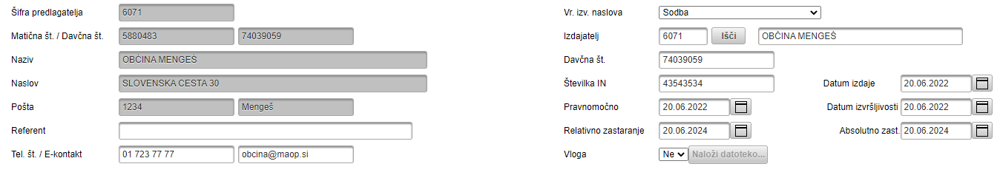 Šifra predlagatelja 6071
Matična št. / Davčna št. 5880483 74039059
Naziv OBČINA MENGEŠ
Naslov SLOVENSKA CESTA 30
Pošta 1234 Mengeš
Referent
Tel. št. / E-kontakt 01 723 77 77 obcina@maop.si
Vr. izv. naslova Sodba
Izdajatelj 6071 Išči OBČINA MENGEŠ
Davčna št. 74039059
Številka IN 43543534 Datum izdaje 20.06.2022
Pravnomočno 20.06.2022 Datum izvršljivosti 20.06.2022
Relativno zastaranje 20.06.2024 Absolutno zast. 20.06.2024
Vloga Ne Naloži datoteko...